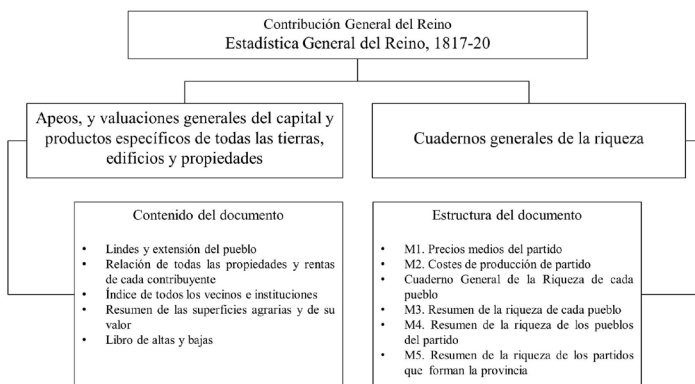 Contribución General del Reino
Estadística General del Reino, 1817-20
Apeos, y valuaciones generales del capital y
productos específicos de todas las tierras,
edificios y propiedades
Cuadernos generales de la riqueza
Contenido del documento
• Lindes y extensión del pueblo
• Relación de todas las propiedades y rentas
de cada contribuyente
• Índice de todos los vecinos e instituciones
• Resumen de las superficies agrarias y de su
valor
• Libro de altas y bajas
Estructura del documento
• M1. Precios medios del partido
• M2. Costes de producción de partido
• Cuaderno General de la Riqueza de cada
pueblo
• M3. Resumen de la riqueza de cada pueblo
• M4. Resumen de la riqueza de los pueblos
del partido
• M5. Resumen de la riqueza de los partidos
que forman la provincia